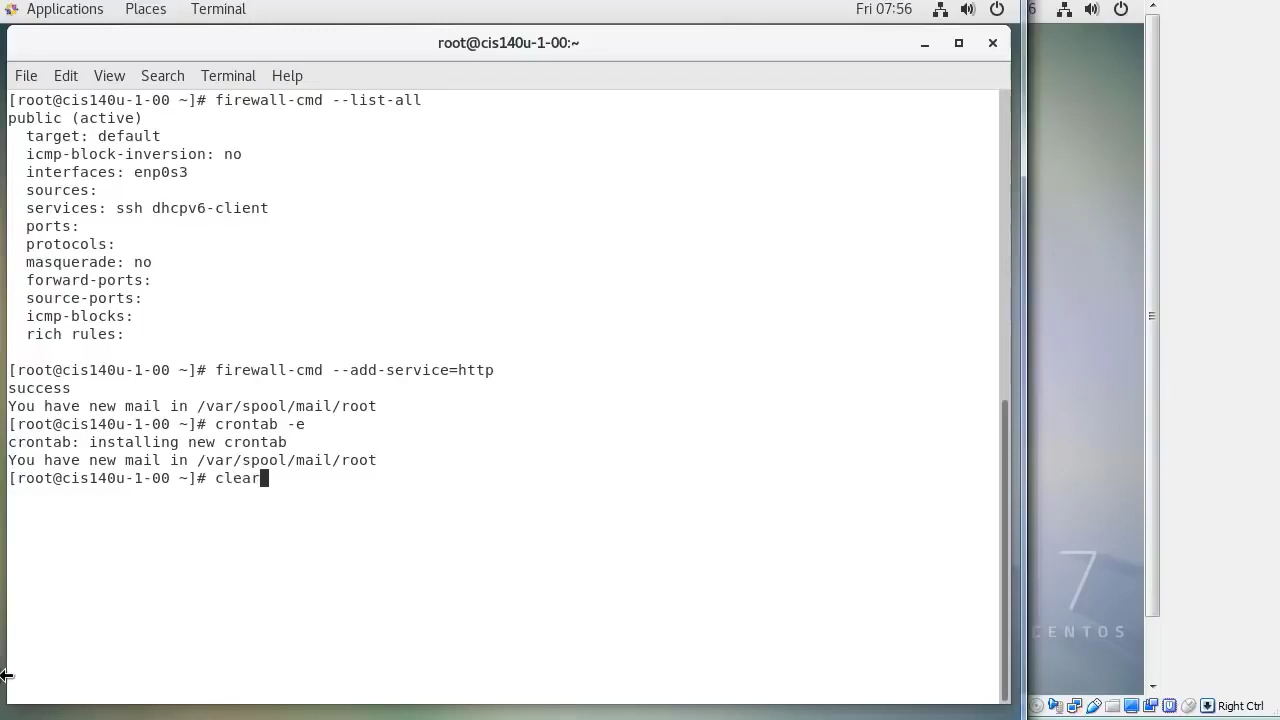 Applications Places Terminal Fri 07:56
root@cis140u-1-00:~
File Edit View Search Terminal Help
[root@cis140u-1-00 ~]# firewall-cmd --list-all
public (active)
target: default
icmp-block-inversion: no
interfaces: enp0s3
sources:
services: ssh dhcpv6-client
ports:
protocols:
masquerade: no
forward-ports:
source-ports:
icmp-blocks:
rich rules:
[root@cis140u-1-00 ~]# firewall-cmd --add-service=http
success
You have new mail in /var/spool/mail/root
[root@cis140u-1-00 ~]# crontab -e
crontab: installing new crontab
You have new mail in /var/spool/mail/root
[root@cis140u-1-00 ~]# clear
6
7
CENTOS
Right Ctrl